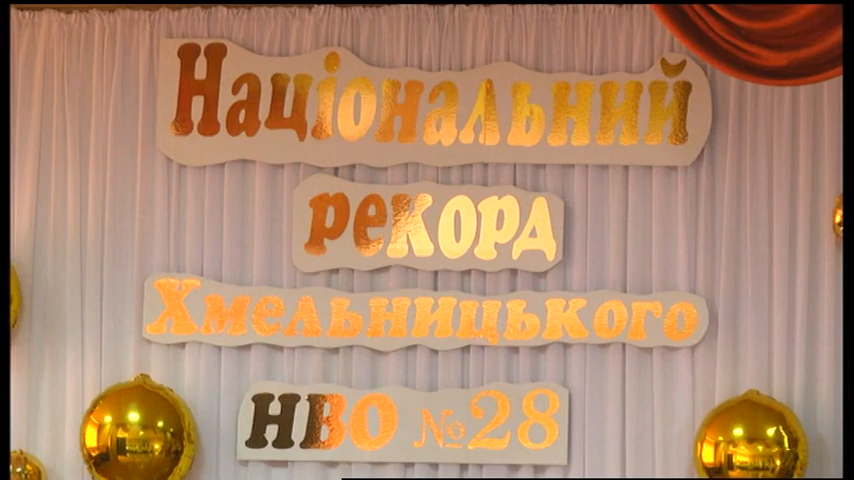 Національний
рекорд
Хмельницького
НВО №28